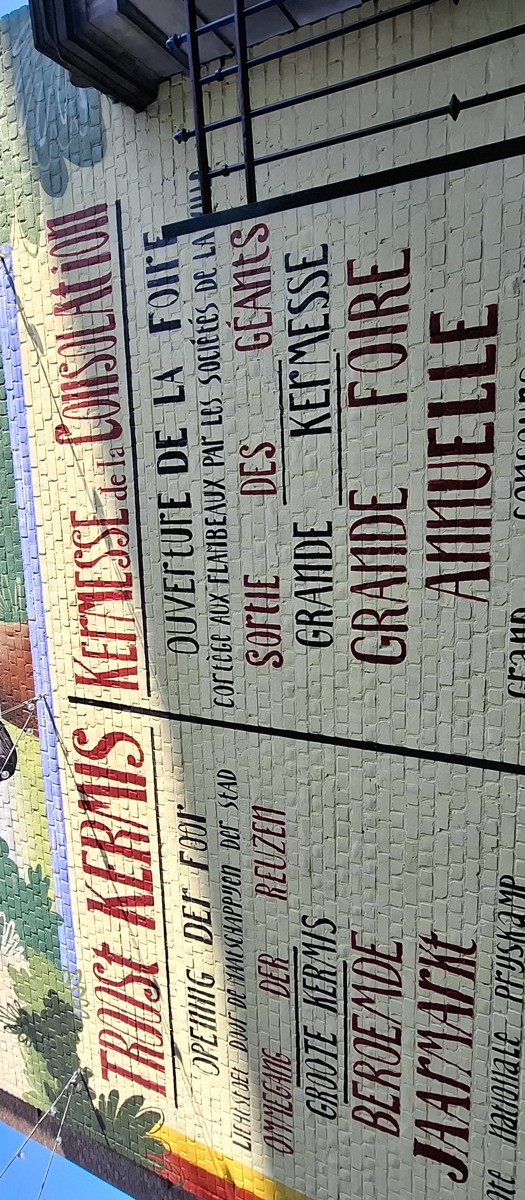 TROOSt KERMIS
OPENING DEr FOOr
DOOr DE MAATSCHAPPIJEN DEr StAD
OMMEGANG DER REUZEN
GROOTE KERMIS
BEROEMDE
JAArMArKt
nationale PrIJSKAMP
KErMESSE de la COnSOLAtIOn
OUVErtUrE DE LA FOIrE
COrtÈGE AUX FLAMBEAUX PAr LES SOCIÉtÉS DE LA
SOrtIE DES GÉAntS
GRANDE KErMESSE
GRANDE FOIRE
AnnUELLE
GrAnD